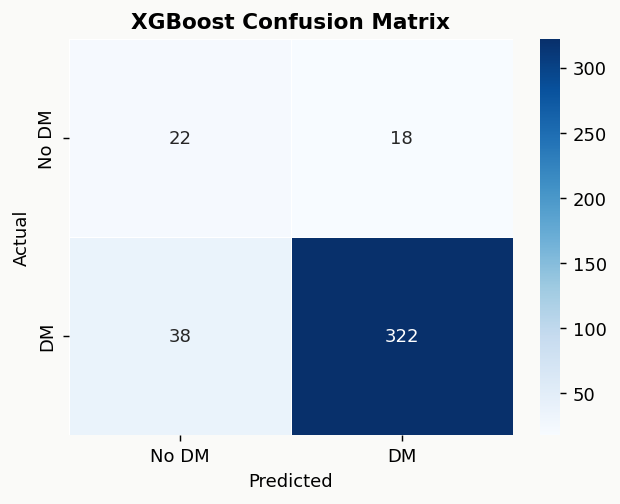 XGBoost Confusion Matrix
No DM
22
18
300
250
200
150
100
50
Actual
DM
38
322
No DM
DM
Predicted